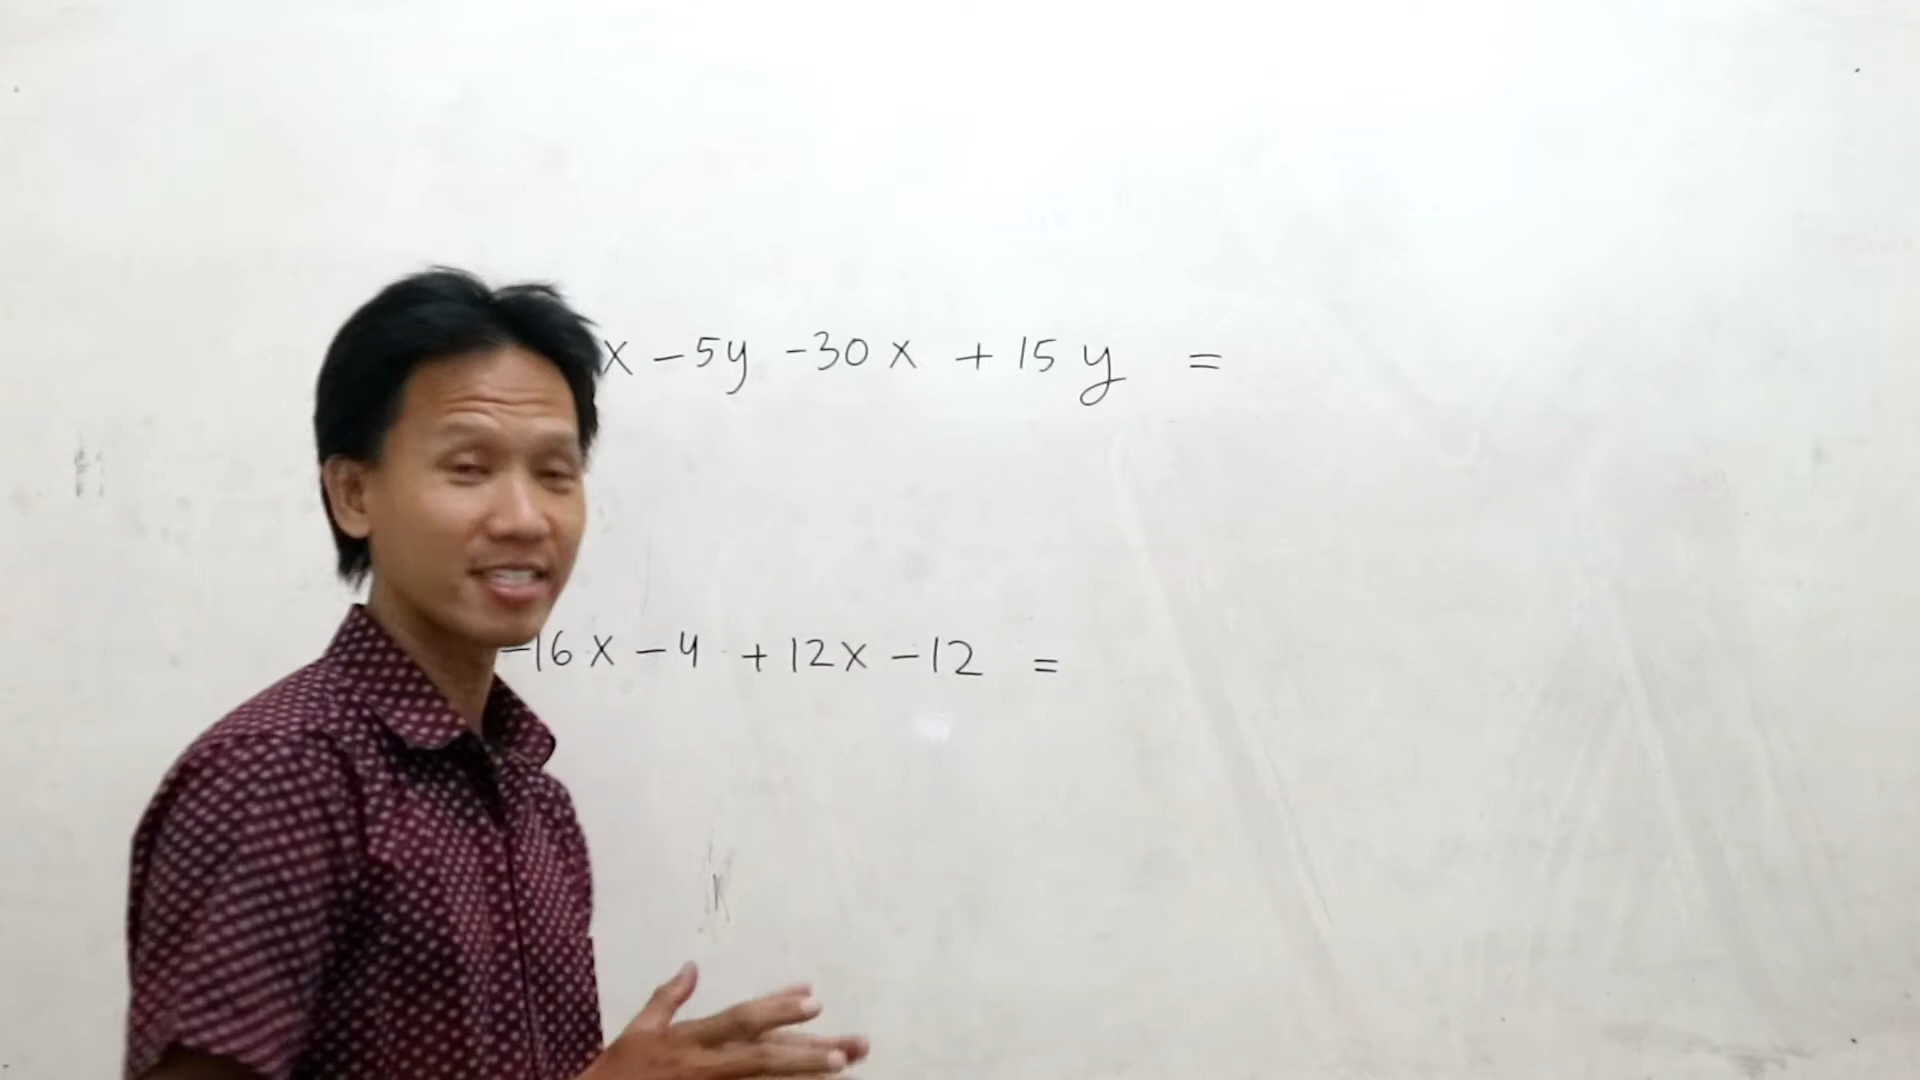 x - 5y - 30x + 15y =
-16x - 4 + 12x - 12 =